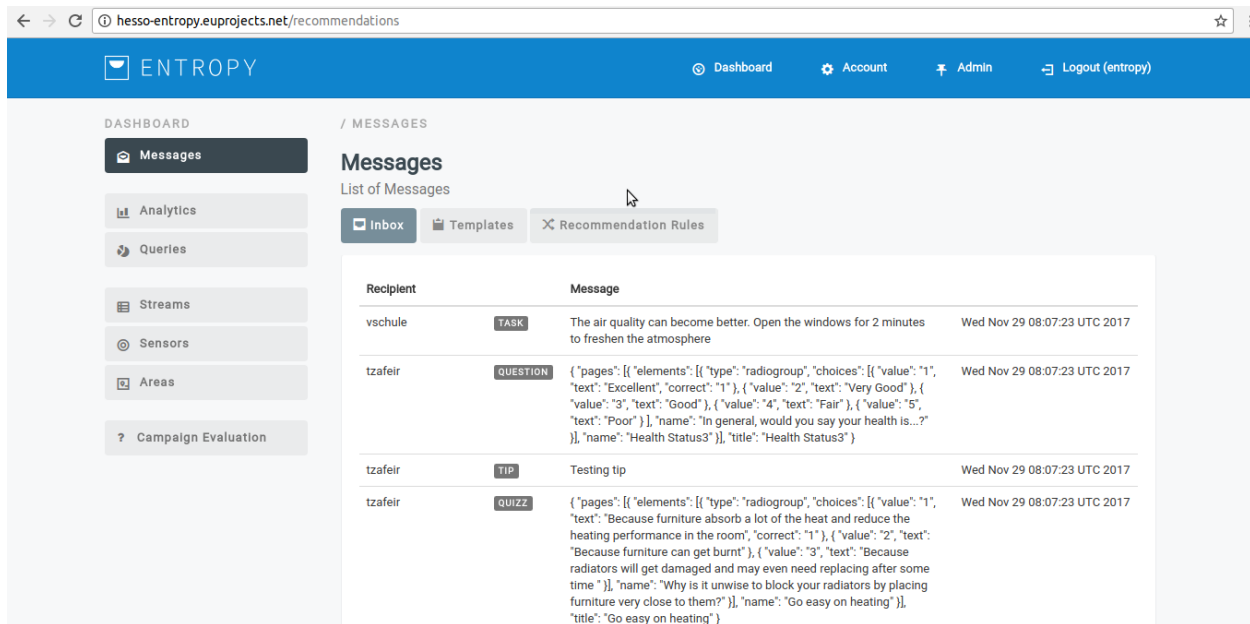 hesso-entropy.euprojects.net/recommendations
ENTROPY
Dashboard
Account
Admin
Logout (entropy)
DASHBOARD
/ MESSAGES
Messages
Messages
List of Messages
Analytics
Inbox
Templates
Recommendation Rules
Queries
Streams
Sensors
Areas
? Campaign Evaluation
Recipient
Message
vschule
TASK
The air quality can become better. Open the windows for 2 minutes
to freshen the atmosphere
Wed Nov 29 08:07:23 UTC 2017
tzafeir
QUESTION
{ "pages": [{ "elements": [{ "type": "radiogroup", "choices": [{ "value": "1",
"text": "Excellent", "correct": "1" }, { "value": "2", "text": "Very Good" }, {
"value": "3", "text": "Good" }, { "value": "4", "text": "Fair" }, { "value": "5",
"text": "Poor" } ], "name": "In general, would you say your health is...?"
}], "name": "Health Status3" }], "title": "Health Status3" }
Wed Nov 29 08:07:23 UTC 2017
tzafeir
TIP
Testing tip
Wed Nov 29 08:07:23 UTC 2017
tzafeir
QUIZZ
{ "pages": [{ "elements": [{ "type": "radiogroup", "choices": [{ "value": "1",
"text": "Because furniture absorb a lot of the heat and reduce the
heating performance in the room", "correct": "1" }, { "value": "2", "text":
"Because furniture can get burnt" }, { "value": "3", "text": "Because
radiators will get damaged and may even need replacing after some
time " }], "name": "Why is it unwise to block your radiators by placing
furniture very close to them?" }], "name": "Go easy on heating" }],
"title": "Go easy on heating" }
Wed Nov 29 08:07:23 UTC 2017